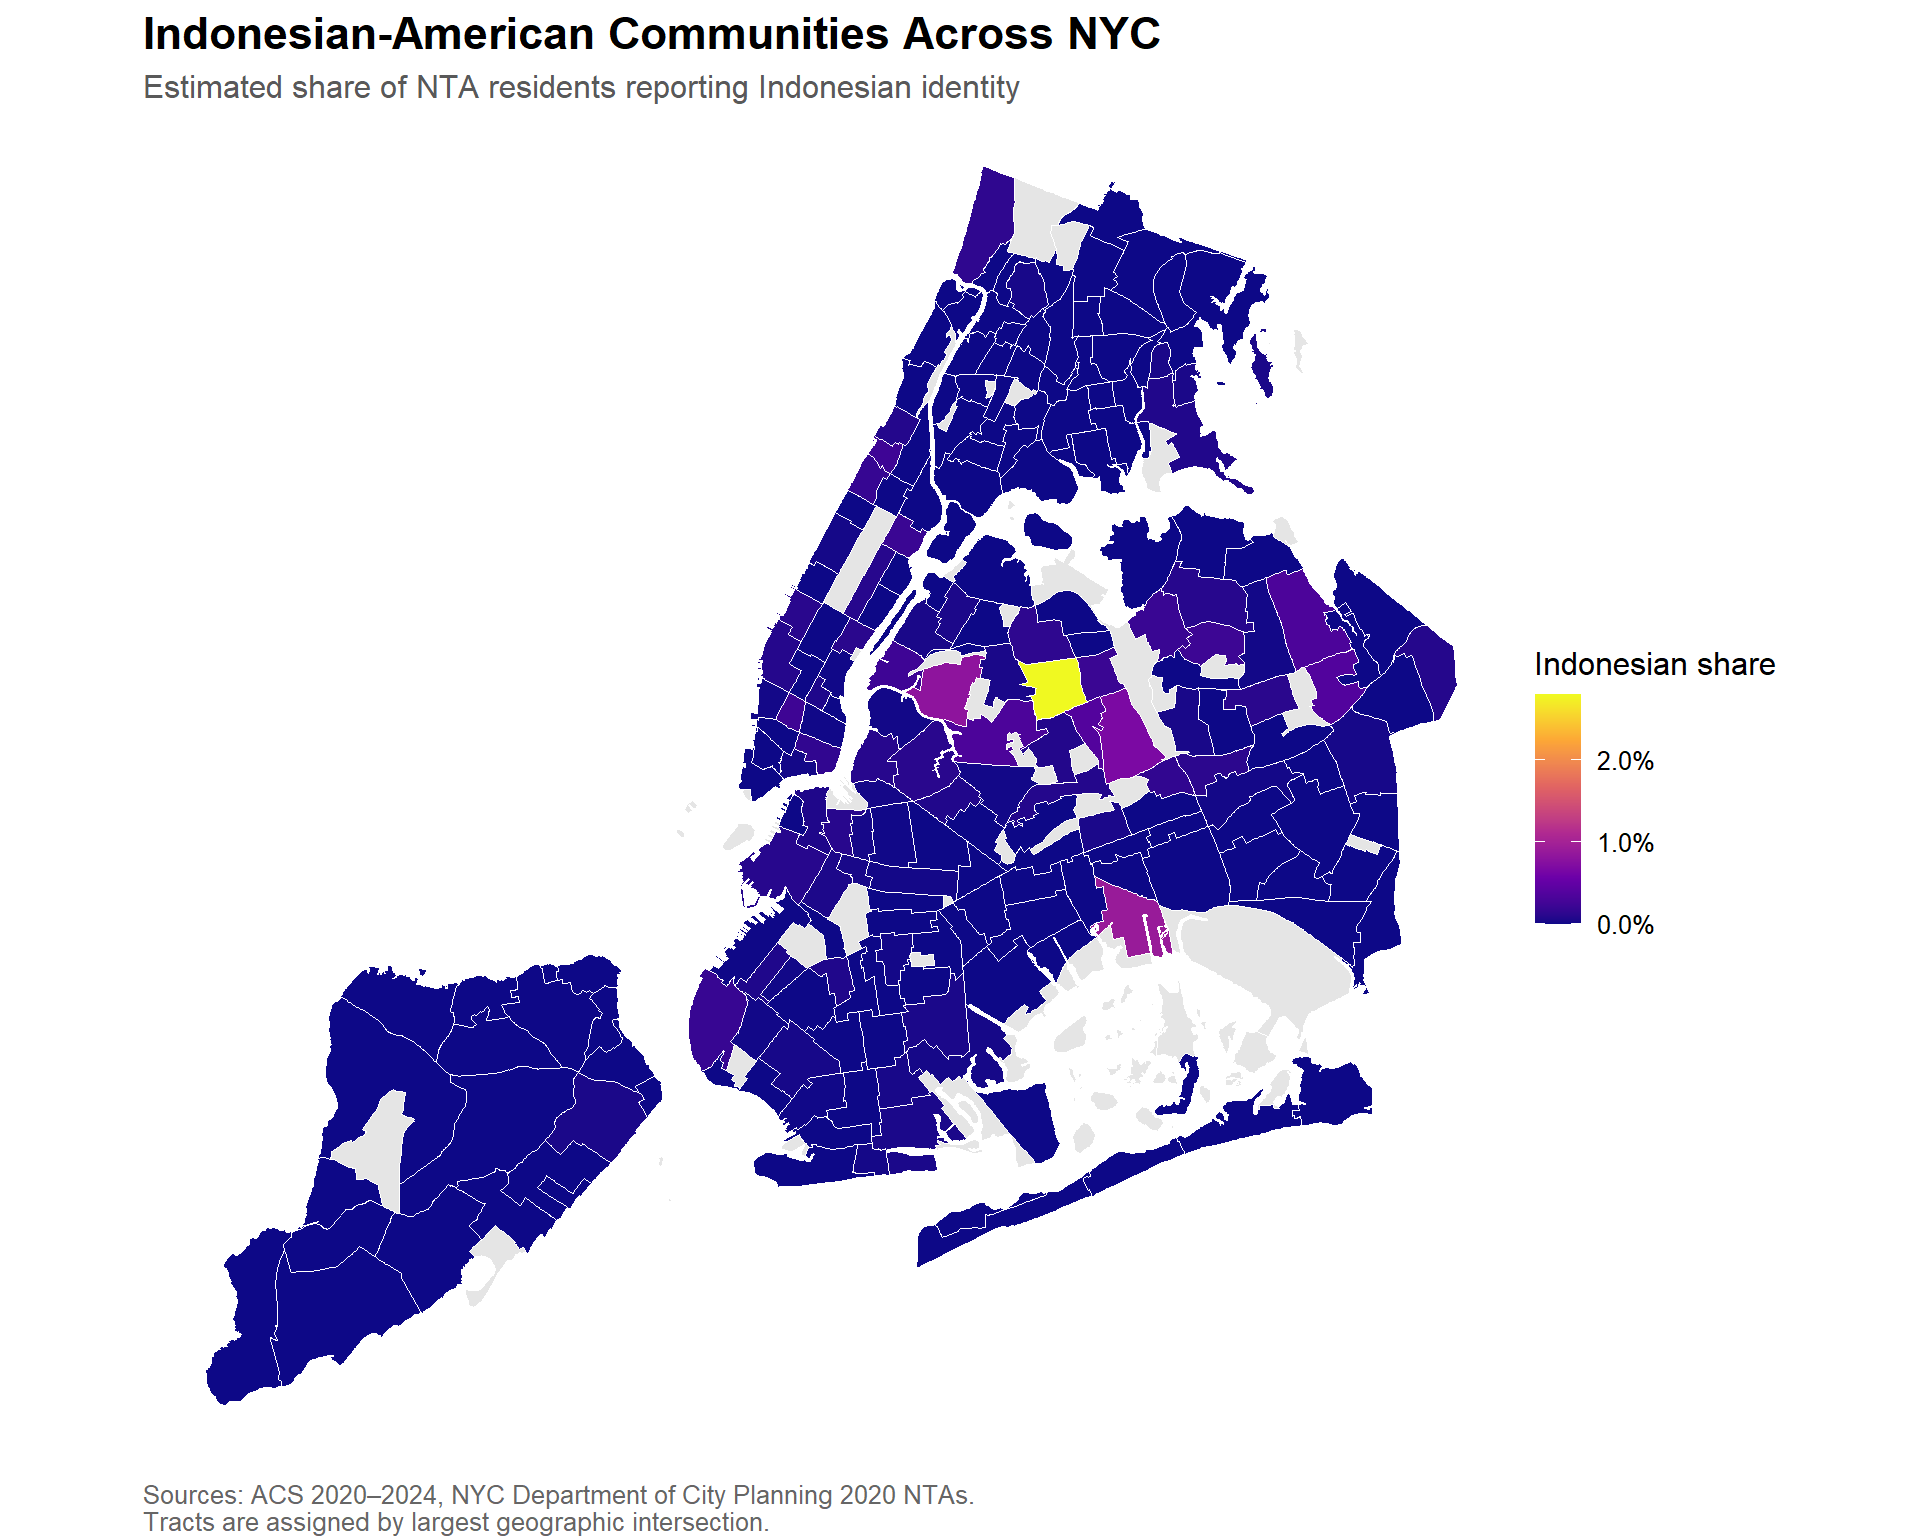 Indonesian-American Communities Across NYC
Estimated share of NTA residents reporting Indonesian identity
Indonesian share
2.0%
1.0%
0.0%
Sources: ACS 2020–2024, NYC Department of City Planning 2020 NTAs.
Tracts are assigned by largest geographic intersection.